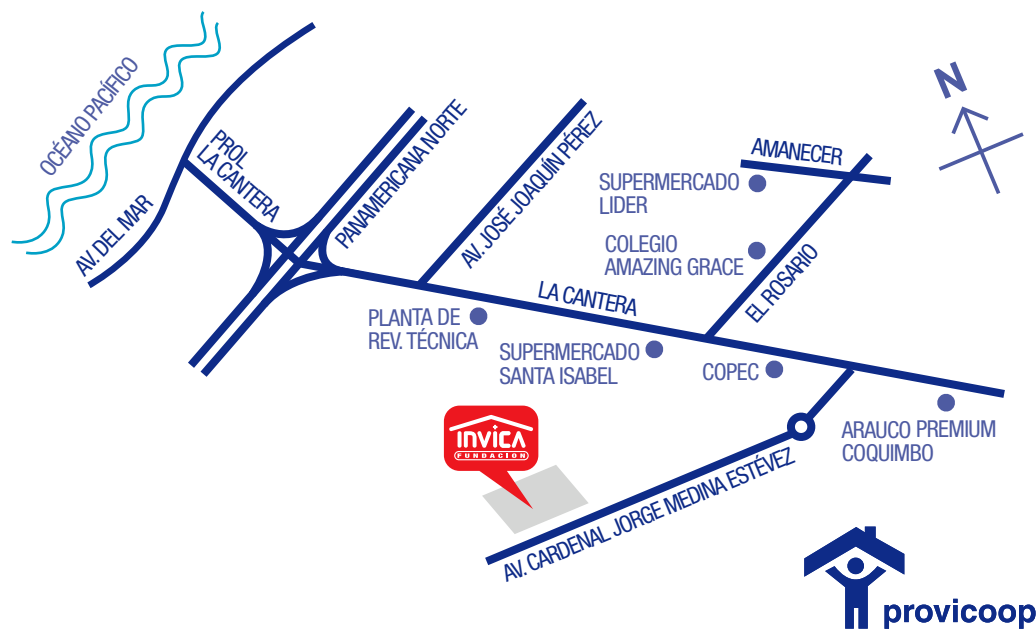 OCÉANO PACÍFICO
AV. DEL MAR
PROL
LA CANTERA
PANAMERICANA NORTE
AV. JOSÉ JOAQUÍN PÉREZ
N
AMANECER
SUPERMERCADO
LIDER
COLEGIO
AMAZING GRACE
EL ROSARIO
LA CANTERA
PLANTA DE
REV. TÉCNICA
SUPERMERCADO
SANTA ISABEL
COPEC
ARAUCO PREMIUM
COQUIMBO
INVICA
FUNDACION
AV. CARDENAL JORGE MEDINA ESTÉVEZ
provicoop